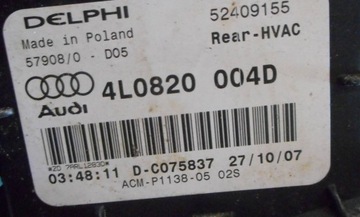 DELPHI 52409155
Made in Poland Rear-HVAC
57908/0 - D05
4L0820 004D
Audi
03:48:11 D-C075837 27/10/07
ACM-P1138-05 02S